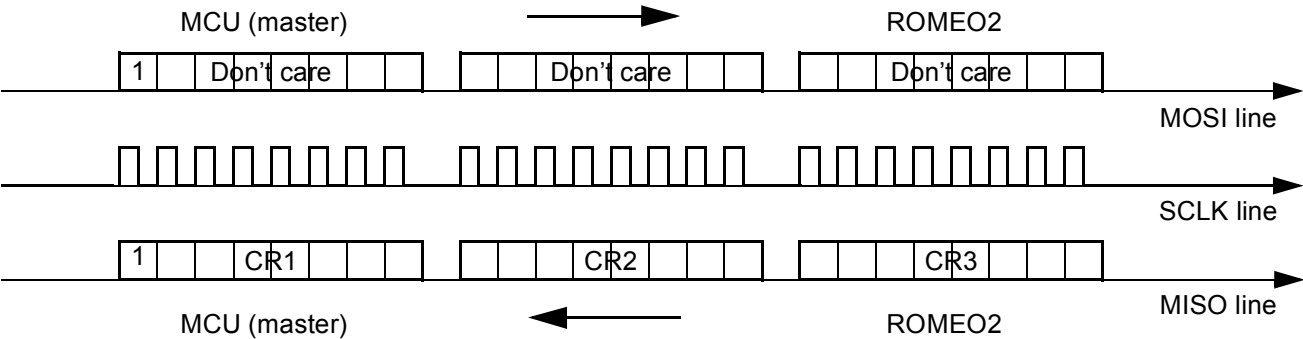 MCU (master) ROMEO2
1 Don't care Don't care Don't care
MOSI line
SCLK line
1 CR1 CR2 CR3
MISO line
MCU (master) ROMEO2